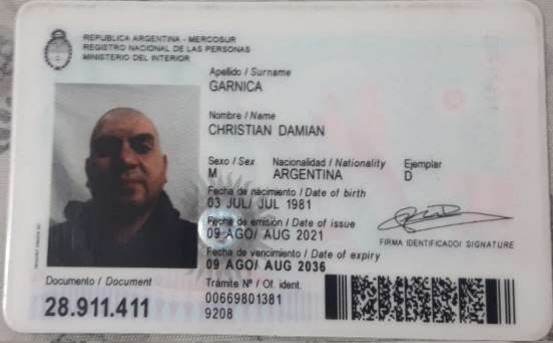 REPUBLICA ARGENTINA - MERCOSUR
REGISTRO NACIONAL DE LAS PERSONAS
MINISTERIO DEL INTERIOR
Apellido / Surname
GARNICA
Nombre / Name
CHRISTIAN DAMIAN
Sexo / Sex Nacionalidad / Nationality Ejemplar
M ARGENTINA D
Fecha de nacimiento / Date of birth
03 JUL/ JUL 1981
Fecha de emisión / Date of issue
09 AGO/ AUG 2021
FIRMA IDENTIFICADO/ SIGNATURE
Fecha de vencimiento / Date of expiry
09 AGO/ AUG 2036
Documento / Document
28.911.411
Trámite N° / Of. ident.
00669801381
9208